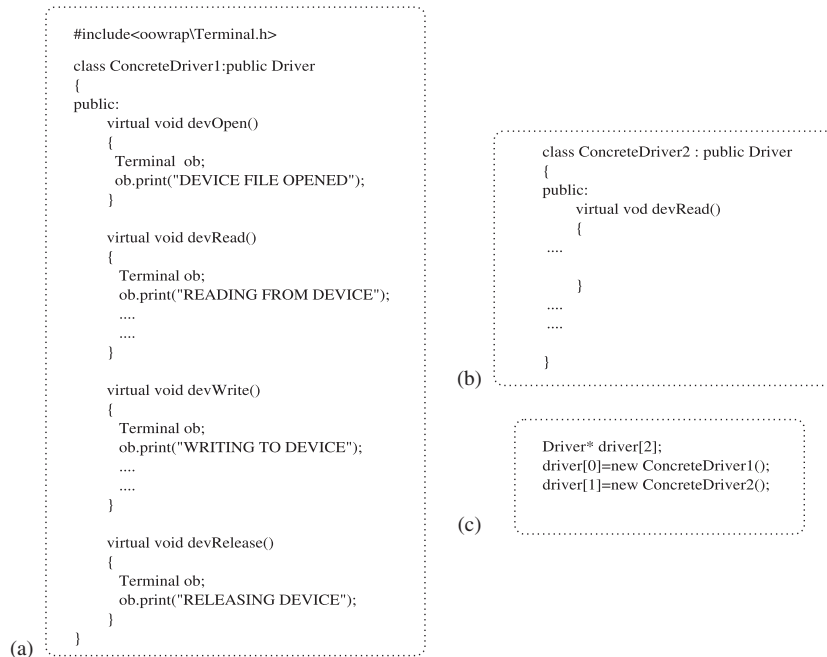 #include<oowrap\Terminal.h>
class ConcreteDriver1:public Driver
{
public:
virtual void devOpen()
{
Terminal ob;
ob.print("DEVICE FILE OPENED");
}
virtual void devRead()
{
Terminal ob;
ob.print("READING FROM DEVICE");
....
....
}
virtual void devWrite()
{
Terminal ob;
ob.print("WRITING TO DEVICE");
....
....
}
virtual void devRelease()
{
Terminal ob;
ob.print("RELEASING DEVICE");
}
}
(a)
class ConcreteDriver2 : public Driver
{
public:
virtual vod devRead()
{
....
}
....
....
}
(b)
Driver* driver[2];
driver[0]=new ConcreteDriver1();
driver[1]=new ConcreteDriver2();
(c)